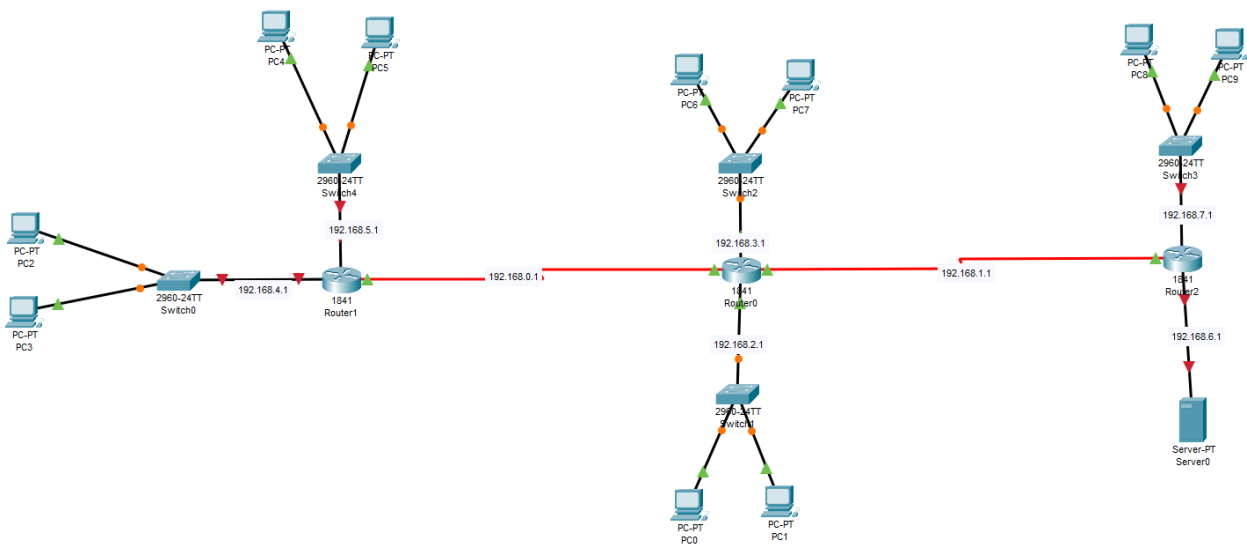 PC-PT
PC4
PC-PT
PC5
PC-PT
PC6
PC-PT
PC7
PC-PT
PC8
PC-PT
PC9
2960-24TT
Switch4
2960-24TT
Switch2
2960-24TT
Switch3
192.168.5.1
192.168.3.1
192.168.7.1
PC-PT
PC2
PC-PT
PC3
2960-24TT
Switch0
192.168.4.1
1841
Router1
192.168.0.1
1841
Router0
192.168.1.1
1841
Router2
192.168.2.1
192.168.6.1
2960-24TT
Switch1
Server-PT
Server0
PC-PT
PC0
PC-PT
PC1